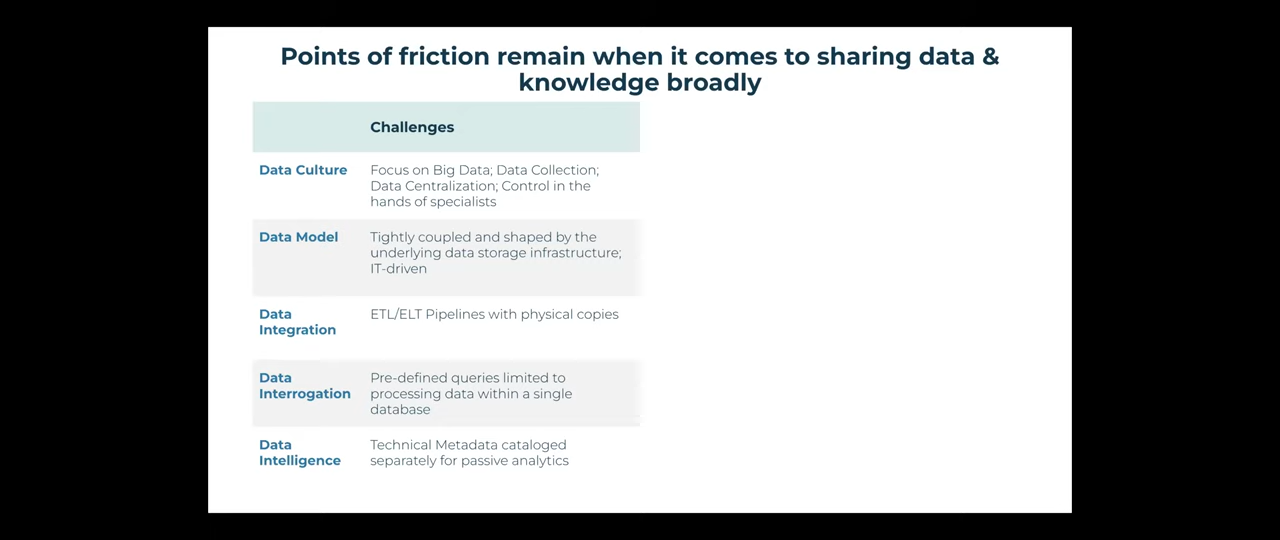 Points of friction remain when it comes to sharing data &
knowledge broadly
Challenges
Data Culture
Focus on Big Data; Data Collection;
Data Centralization; Control in the
hands of specialists
Data Model
Tightly coupled and shaped by the
underlying data storage infrastructure;
IT-driven
Data
Integration
ETL/ELT Pipelines with physical copies
Data
Interrogation
Pre-defined queries limited to
processing data within a single
database
Data
Intelligence
Technical Metadata cataloged
separately for passive analytics